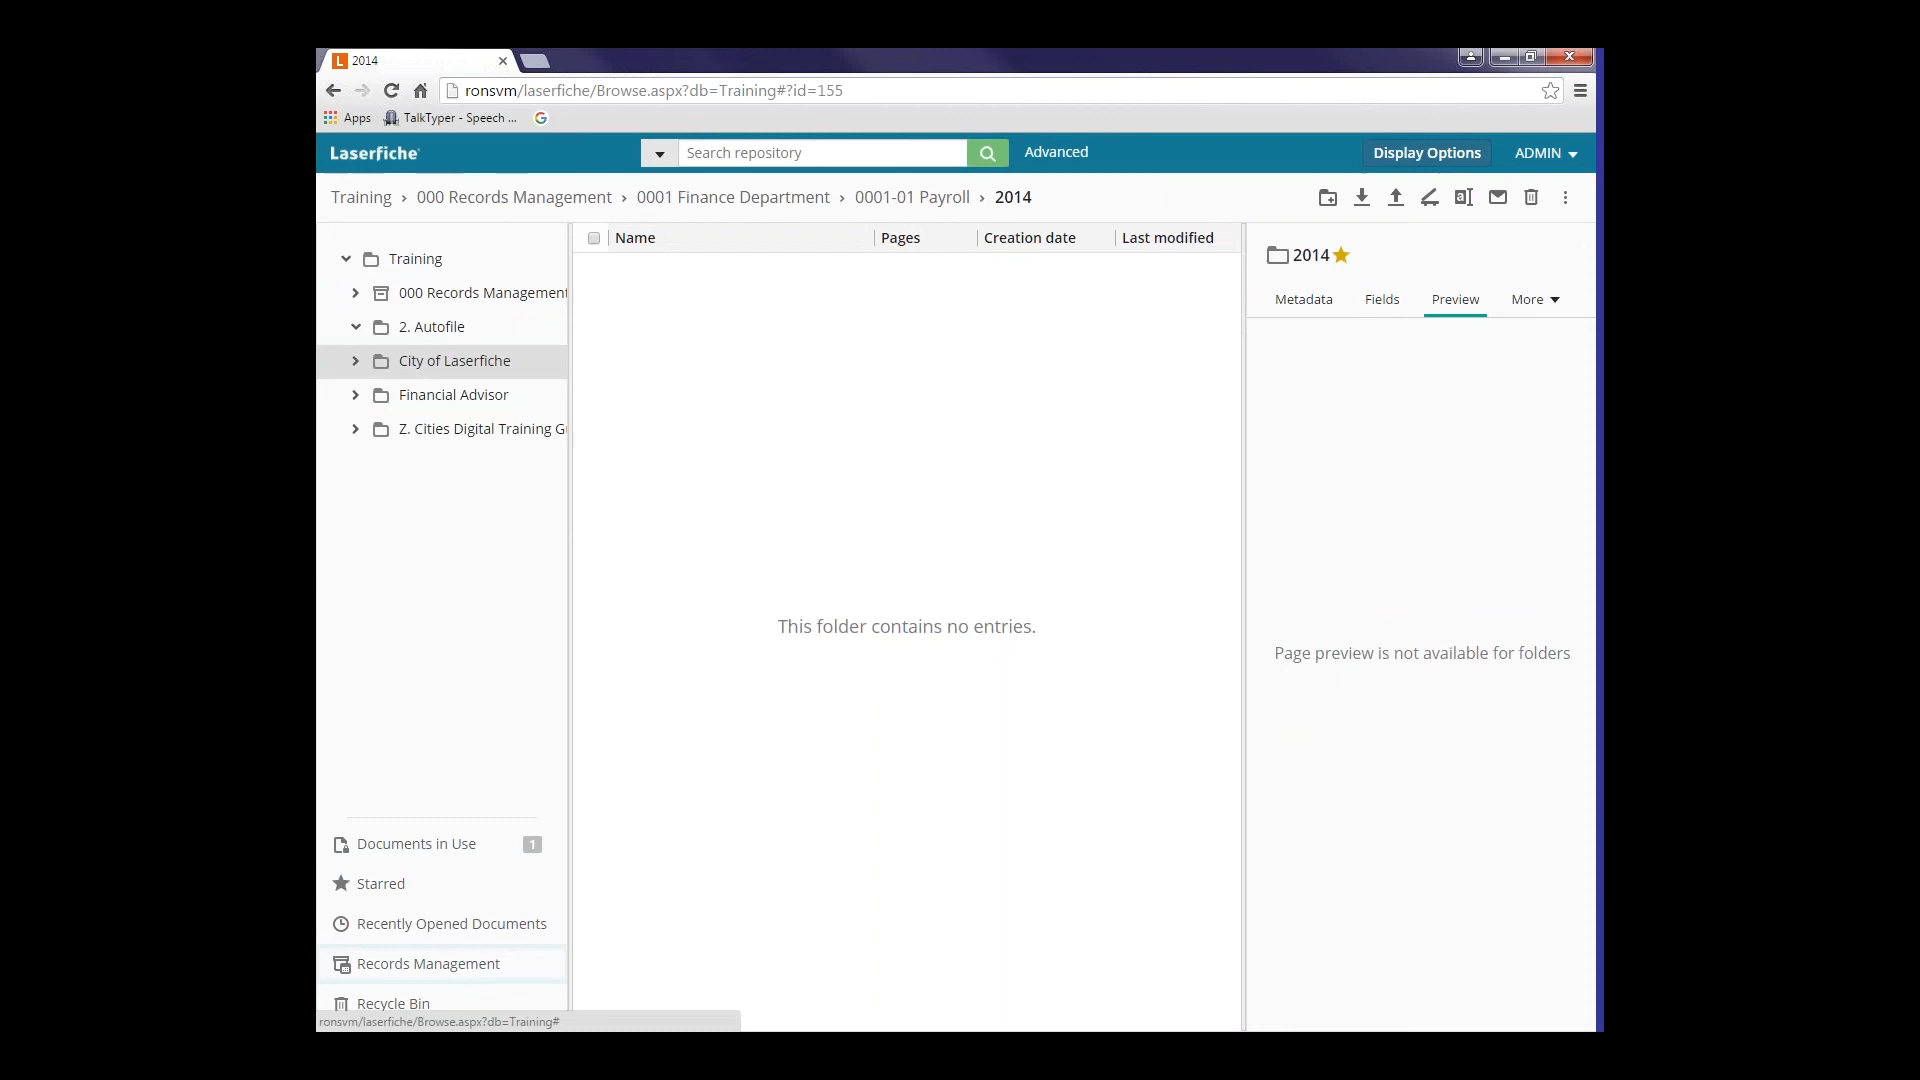 2014
ronsvm/laserfiche/Browse.aspx?db=Training#?id=155
Apps TalkTyper - Speech ...
Laserfiche Search repository Advanced Display Options ADMIN
Training › 000 Records Management › 0001 Finance Department › 0001-01 Payroll › 2014
Name Pages Creation date Last modified
Training
000 Records Management
2. Autofile
City of Laserfiche
Financial Advisor
Z. Cities Digital Training G
2014
Metadata Fields Preview More
This folder contains no entries.
Page preview is not available for folders
Documents in Use 1
Starred
Recently Opened Documents
Records Management
Recycle Bin
ronsvm/laserfiche/Browse.aspx?db=Training#